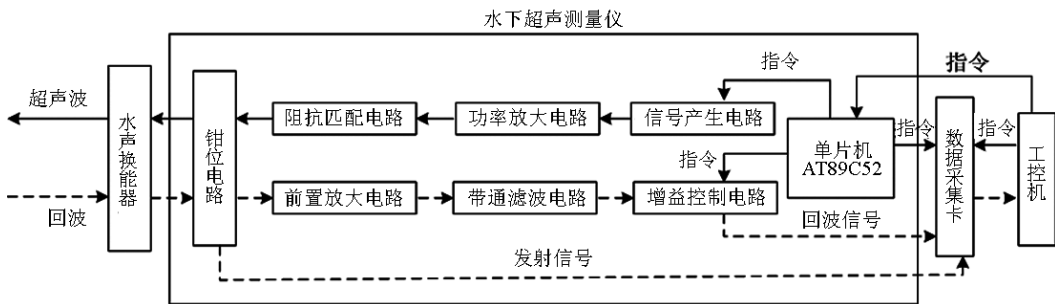 水下超声测量仪
指令
指令
超声波
阻抗匹配电路
功率放大电路
信号产生电路
水声换能器
钳位电路
指令
单片机
AT89C52
指令
数据采集卡
指令
工控机
回波
前置放大电路
带通滤波电路
增益控制电路
回波信号
发射信号